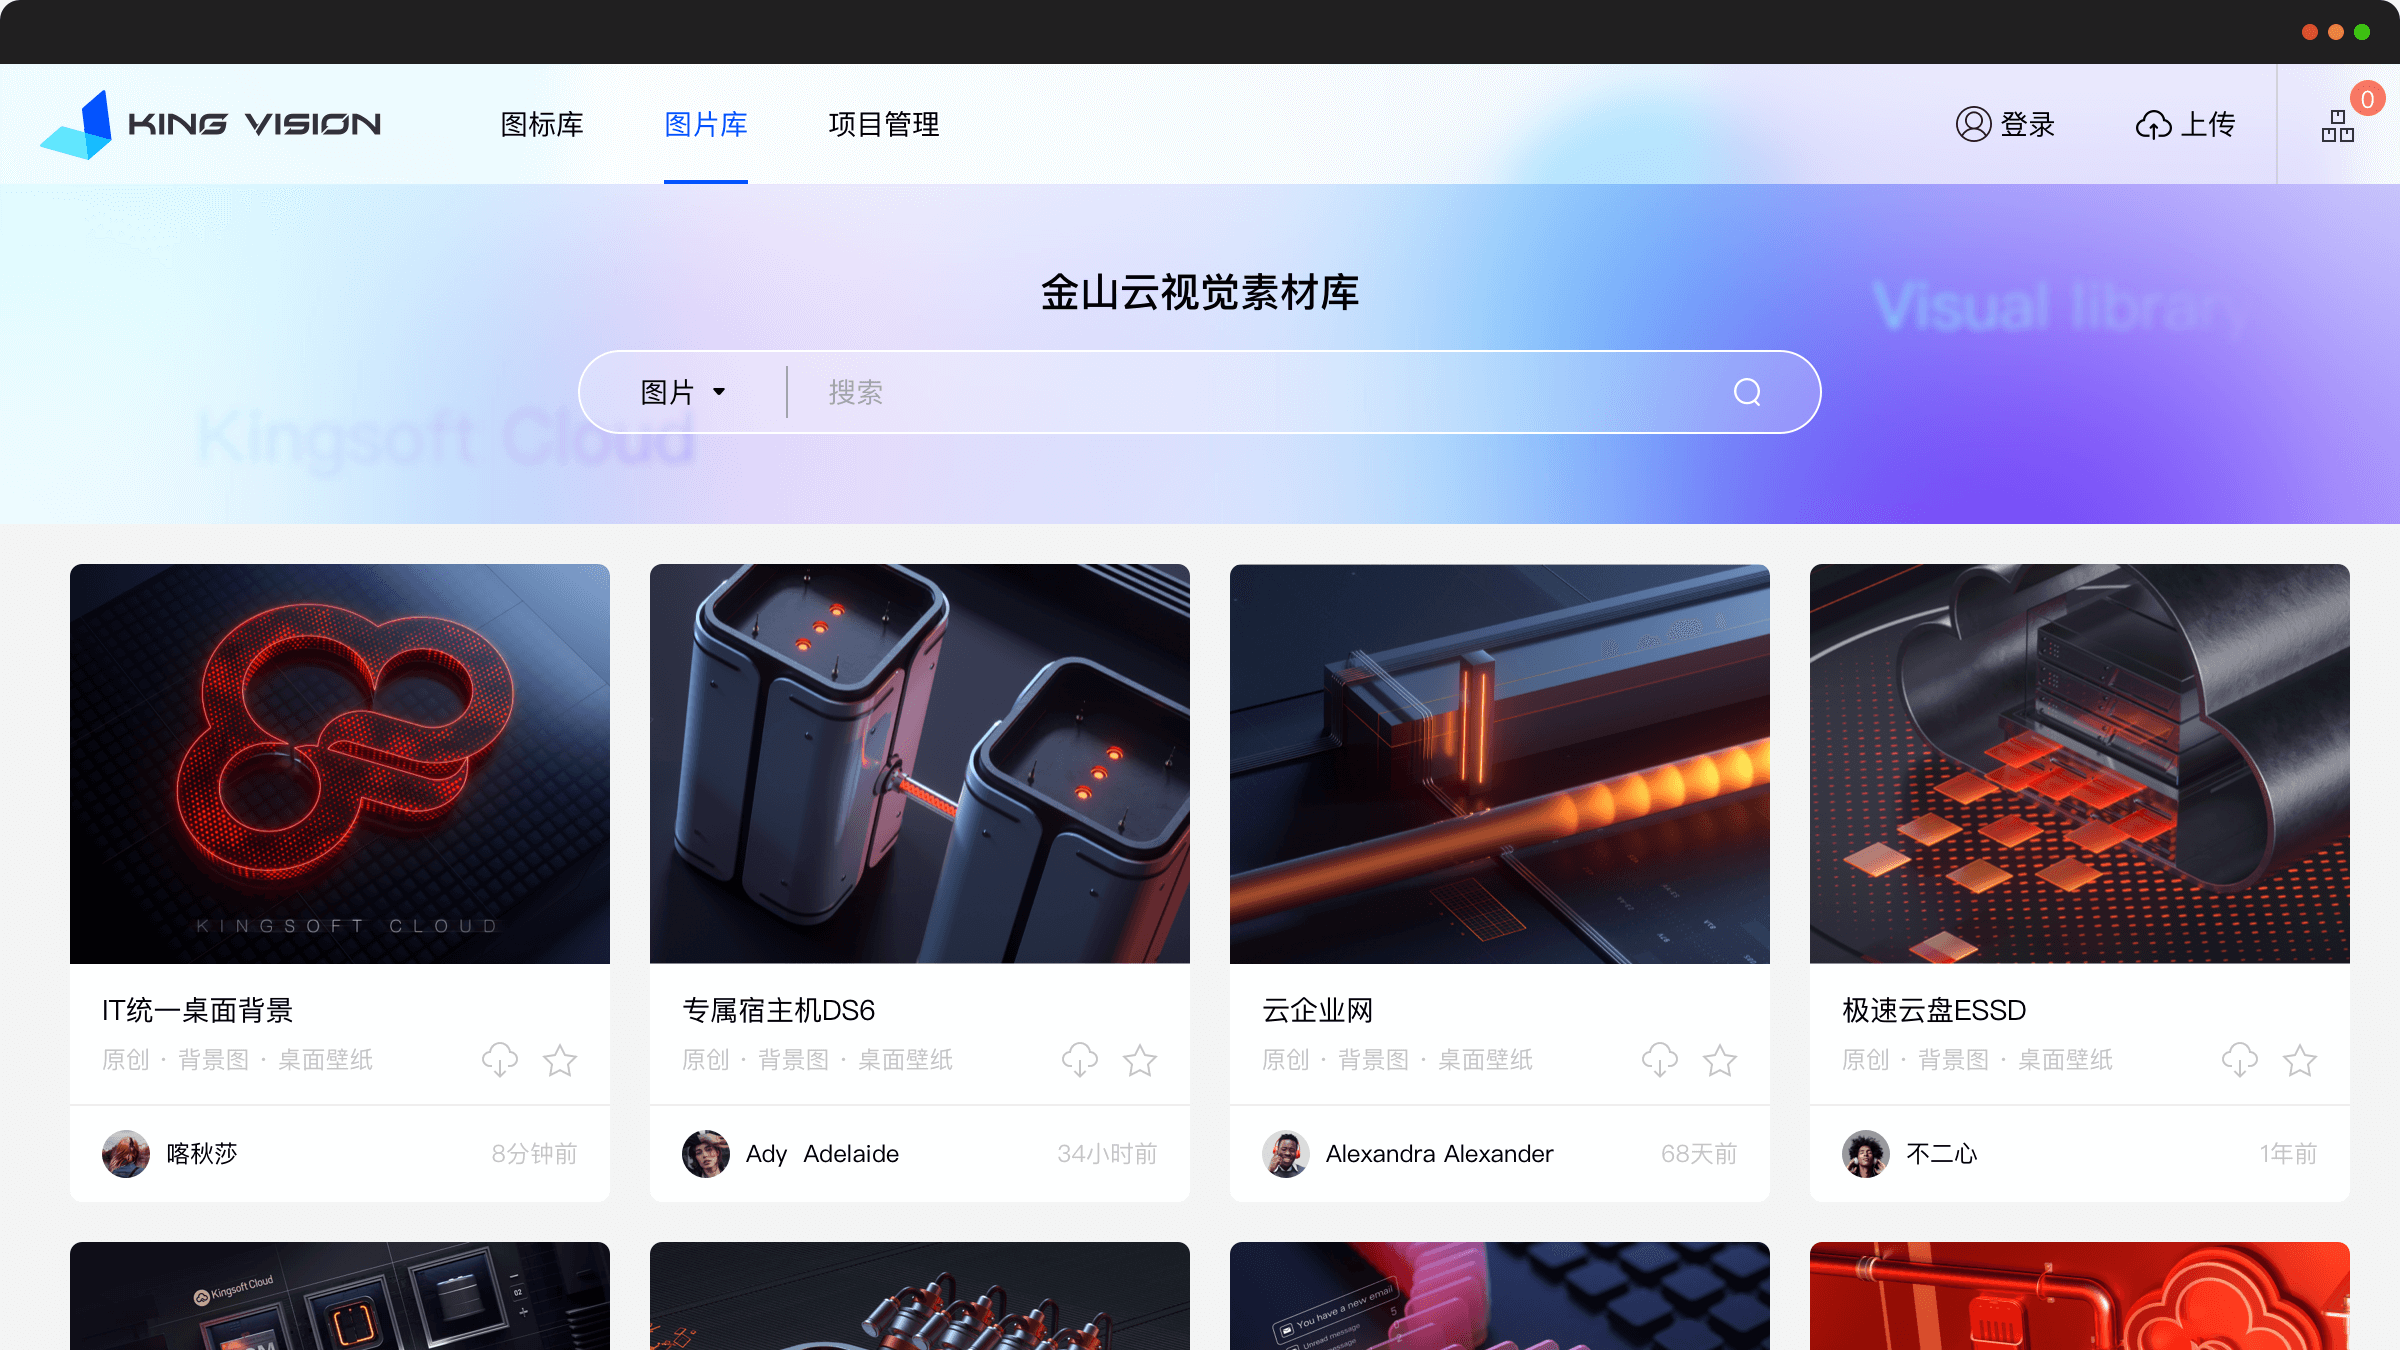 KING VISION
图标库
图片库
项目管理
登录
上传
0
金山云视觉素材库
Visual library
图片
搜索
Kingsoft Cloud
KINGSOFT CLOUD
IT统一桌面背景
原创 · 背景图 · 桌面壁纸
喀秋莎
8分钟前
专属宿主机DS6
原创 · 背景图 · 桌面壁纸
Ady Adelaide
34小时前
云企业网
原创 · 背景图 · 桌面壁纸
Alexandra Alexander
68天前
极速云盘ESSD
原创 · 背景图 · 桌面壁纸
不二心
1年前
Kingsoft Cloud
02
You have a new email
Unread message